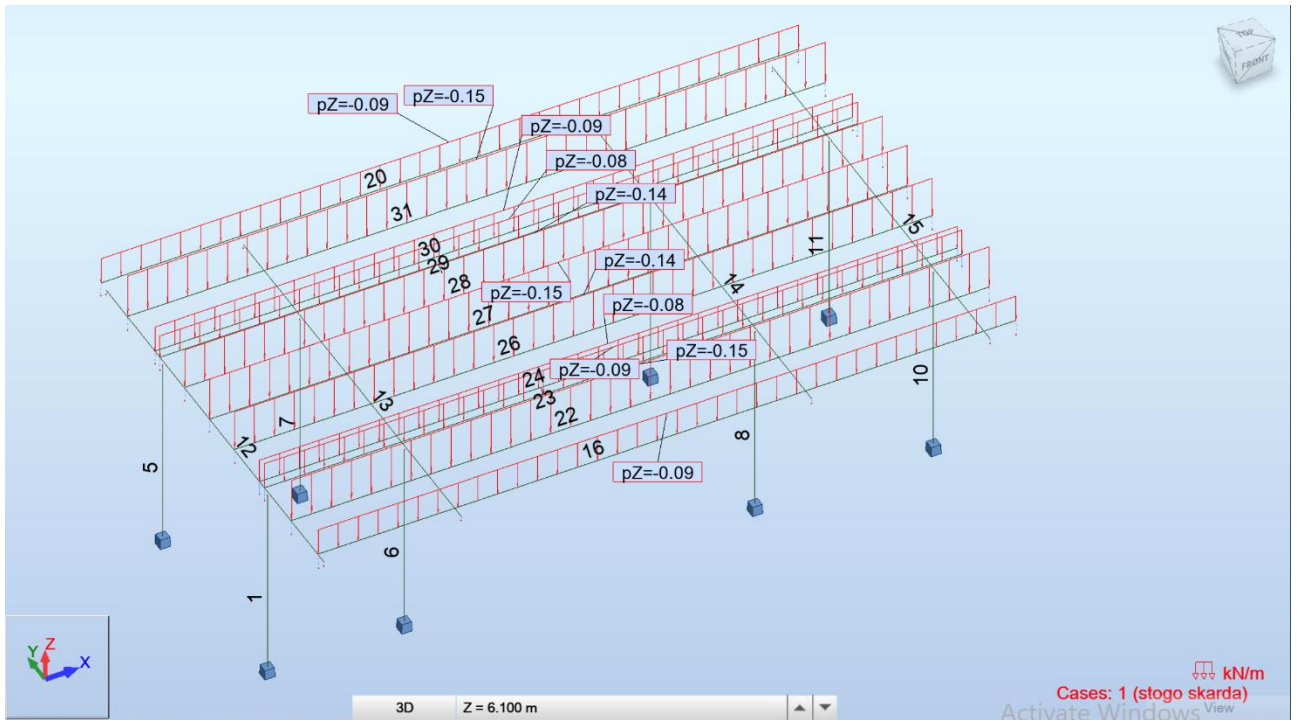 TOP
FRONT
pZ=-0.09
pZ=-0.15
pZ=-0.09
pZ=-0.08
pZ=-0.14
20
31
30
29
28
27
26
pZ=-0.14
pZ=-0.15
pZ=-0.08
pZ=-0.15
pZ=-0.09
24
23
22
16
pZ=-0.09
15
11
14
13
12
10
8
7
5
6
1
Y
Z
X
3D
Z = 6.100 m
kN/m
Cases: 1 (stogo skarda)
Activate Windows
View